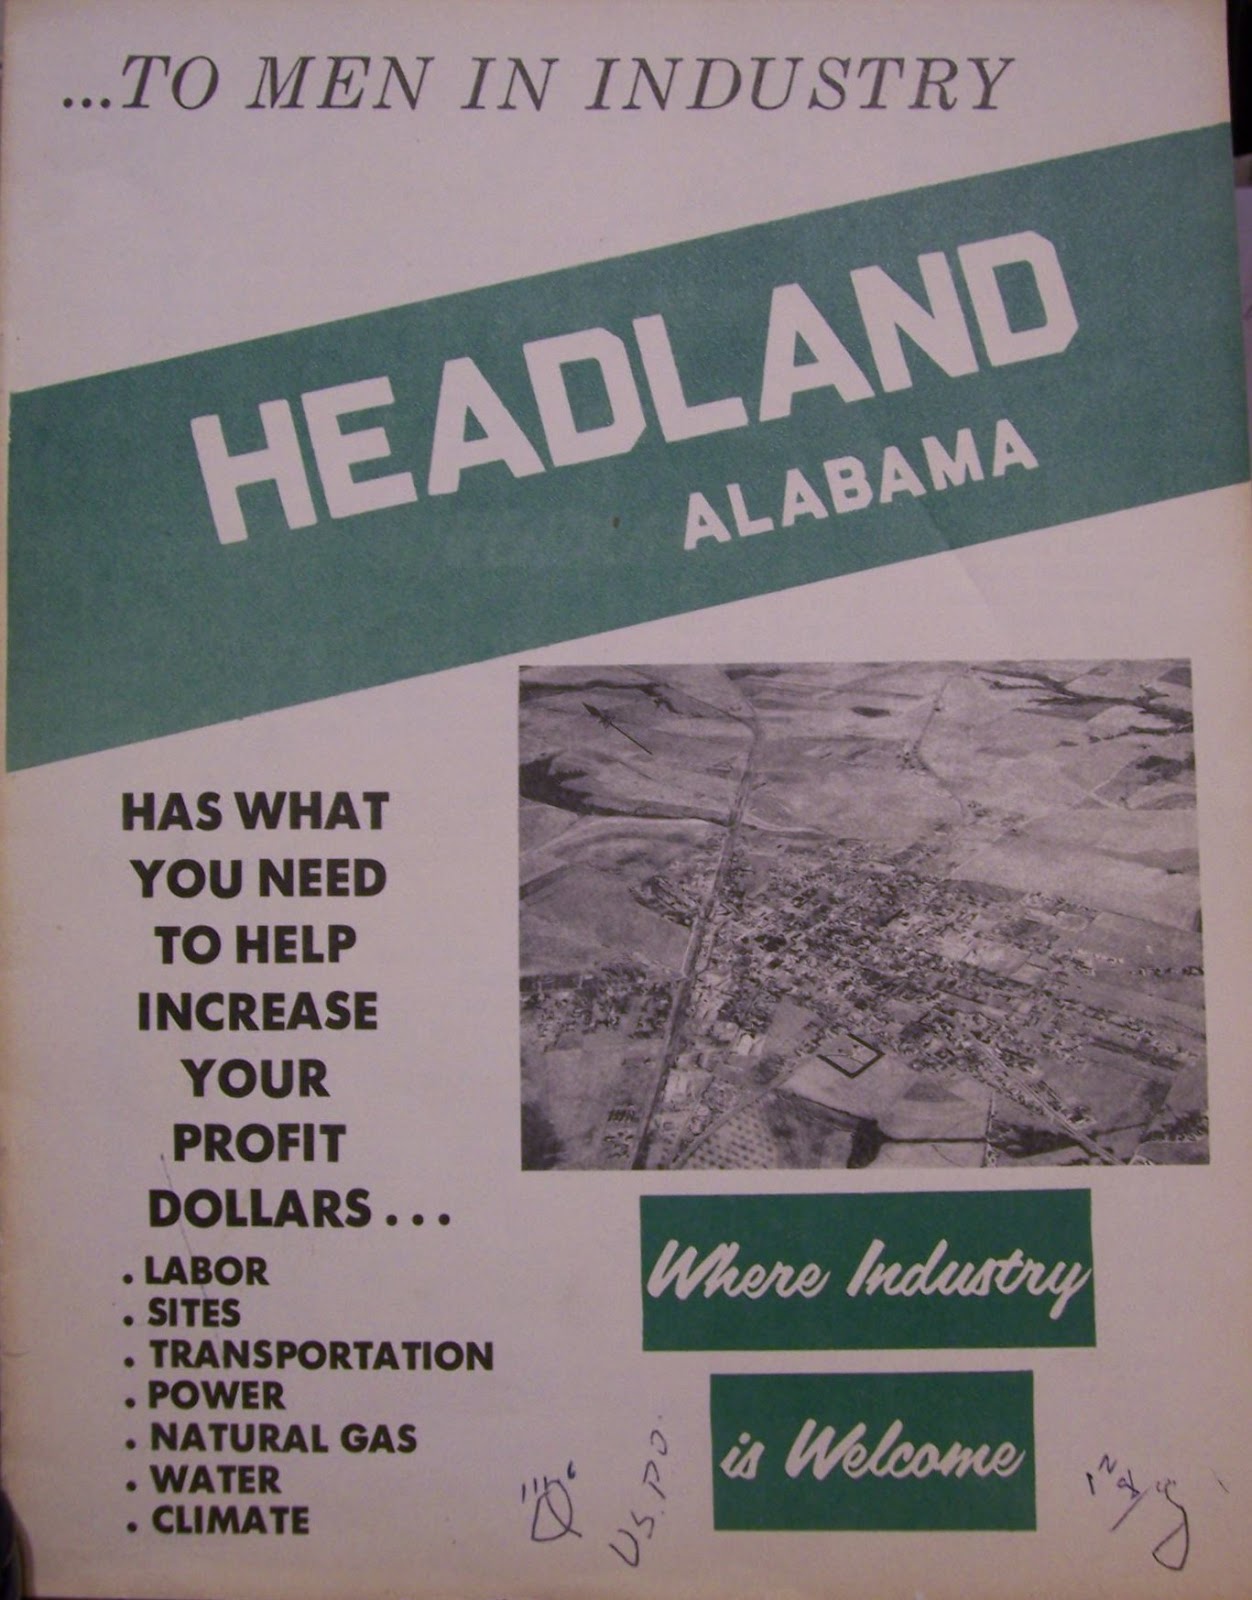 ...TO MEN IN INDUSTRY
HEADLAND
ALABAMA
HAS WHAT
YOU NEED
TO HELP
INCREASE
YOUR
PROFIT
DOLLARS...
. LABOR
. SITES
. TRANSPORTATION
. POWER
. NATURAL GAS
. WATER
. CLIMATE
Where Industry
is Welcome
U.S. P.O.